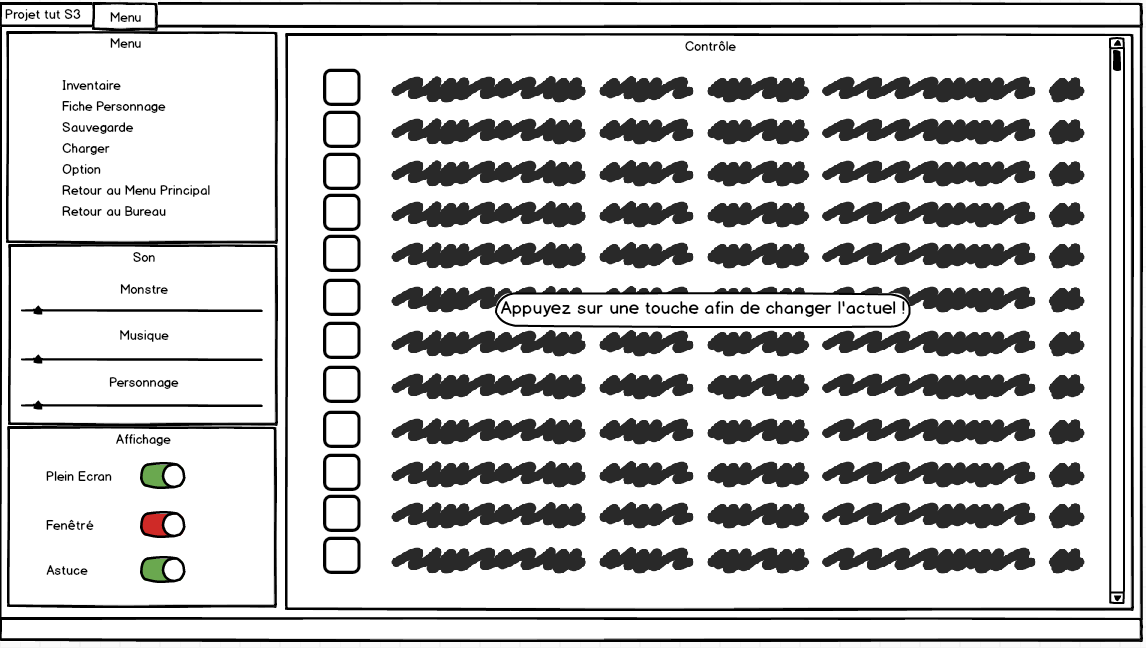 Projet tut S3
Menu
Menu
Inventaire
Fiche Personnage
Sauvegarde
Charger
Option
Retour au Menu Principal
Retour au Bureau
Son
Monstre
Musique
Personnage
Affichage
Plein Ecran
Fenêtré
Astuce
Contrôle
Appuyez sur une touche afin de changer l'actuel !